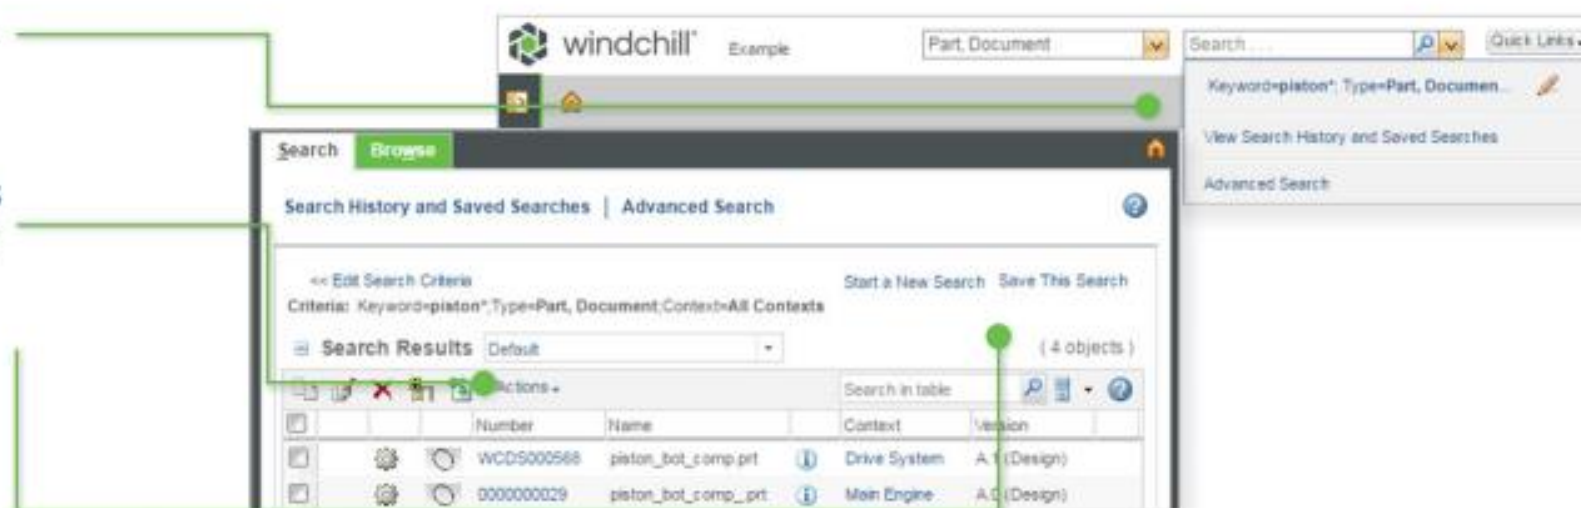 windchill Example Part, Document Search... Quick Links
Keyword=piston*; Type=Part, Documen...
View Search History and Saved Searches
Advanced Search
Search Browse
Search History and Saved Searches | Advanced Search
<< Edit Search Criteria Start a New Search Save This Search
Criteria: Keyword=piston*;Type=Part, Document;Context=All Contexts
Search Results Default (4 objects)
Actions Search in table
Number Name Context Version
WCDS000568 piston_bot_comp.prt Drive System A.1 (Design)
0000000029 piston_bot_comp_.prt Main Engine (Design)